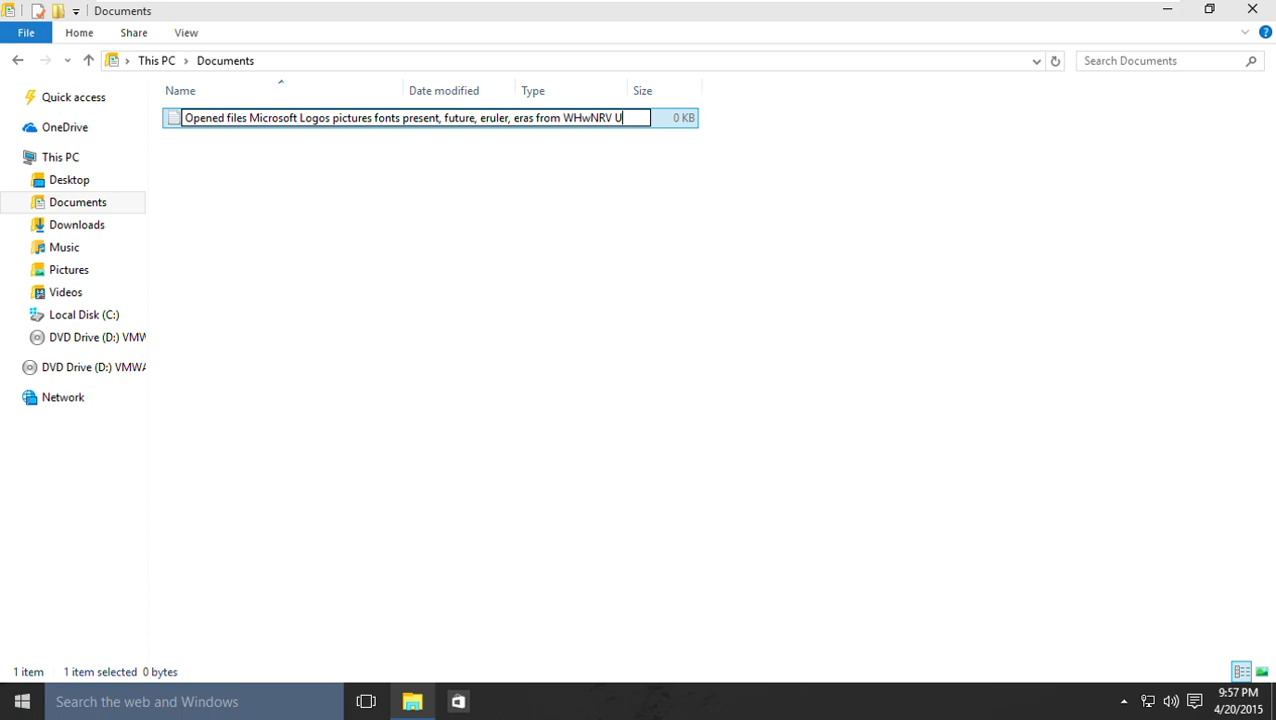 Documents
File
Home
Share
View
This PC
Documents
Search Documents
Name
Date modified
Type
Size
Opened files Microsoft Logos pictures fonts present, future, eruler, eras from WHwNRV U
0 KB
Quick access
OneDrive
This PC
Desktop
Documents
Downloads
Music
Pictures
Videos
Local Disk (C:)
DVD Drive (D:) VMW
DVD Drive (D:) VMWA
Network
1 item
1 item selected
0 bytes
Search the web and Windows
9:57 PM
4/20/2015